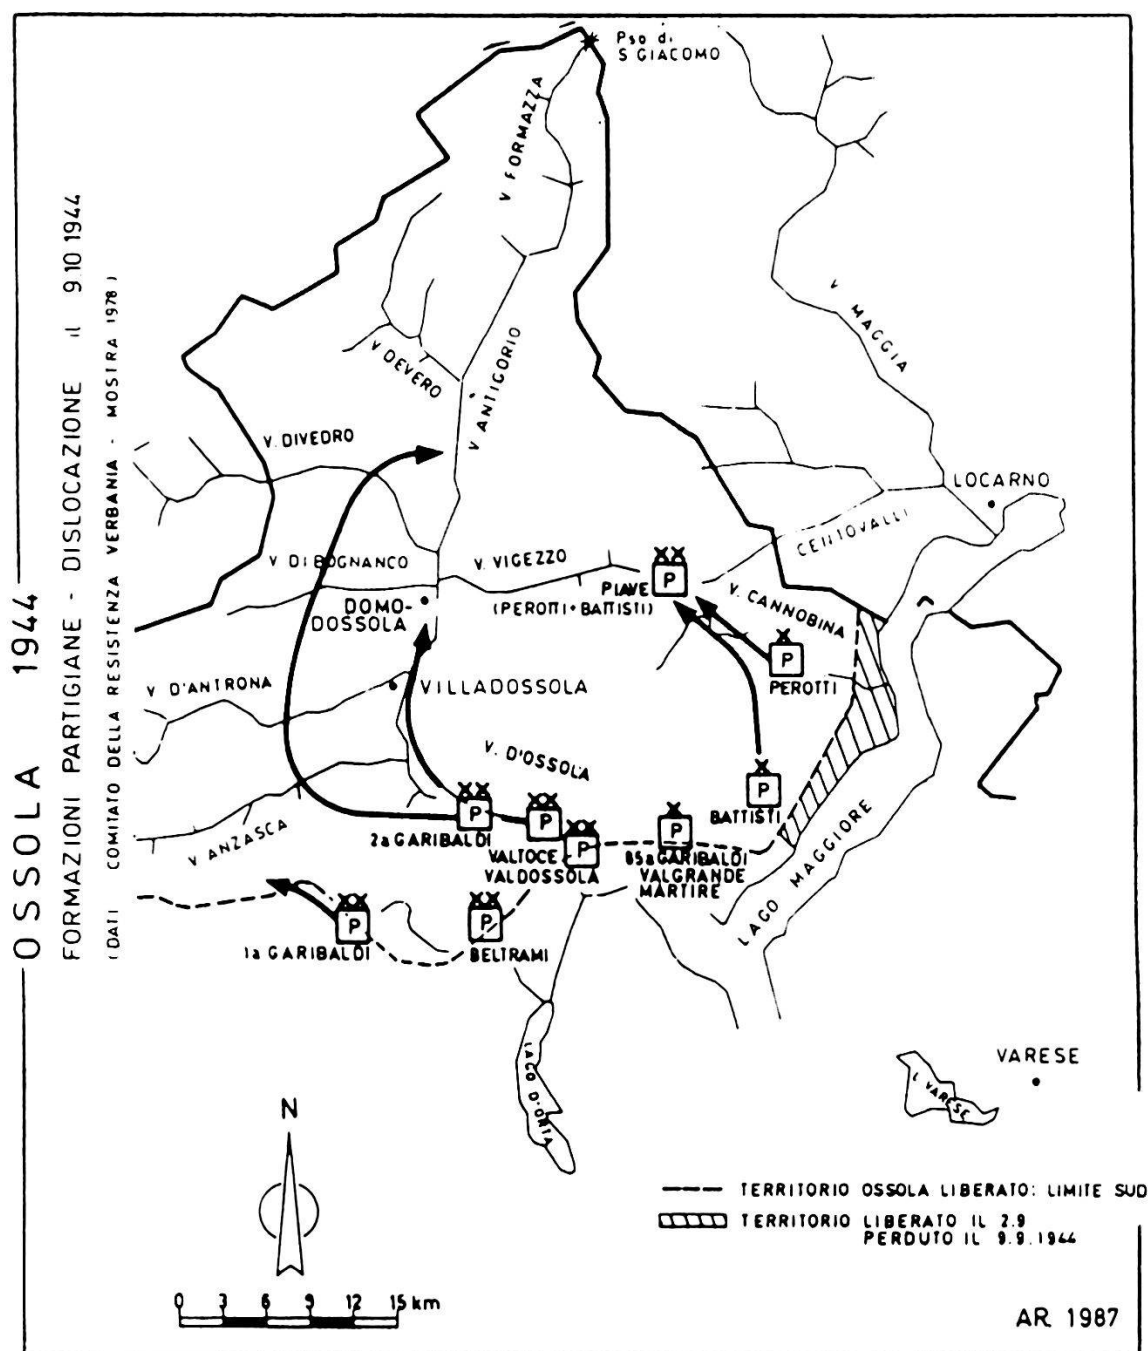 OSSOLA 1944
FORMAZIONI PARTIGIANE - DISLOCAZIONE il 9.10 1944
(DATI COMITATO DELLA RESISTENZA VERBANIA - MOSTRA 1978)
Pso di
S GIACOMO
V FORMAZZA
V MAGGIA
V DEVERO
V ANTIGORIO
V. DIVEDRO
LOCARNO
CENTOVALLI
V DI BOGNANCO
V. VIGEZZO
PIAVE
P
(PEROTTI+BATTISTI)
V. CANNOBINA
DOMO-
DOSSOLA
P
PEROTTI
V D'ANTRONA
VILLADOSSOLA
V. D'OSSOLA
P
BATTISTI
V ANZASCA
P
2a GARIBALDI
P
VALTOCE
P
VALDOSSOLA
P
85a GARIBALDI
VALGRANDE
MARTIRE
LAGO MAGGIORE
P
1a GARIBALDI
P
BELTRAMI
LAGO D'ORTA
VARESE
L VARESE
N
TERRITORIO OSSOLA LIBERATO: LIMITE SUD
TERRITORIO LIBERATO IL 2.9
PERDUTO IL 9.9.1944
0 3 6 9 12 15 km
AR. 1987